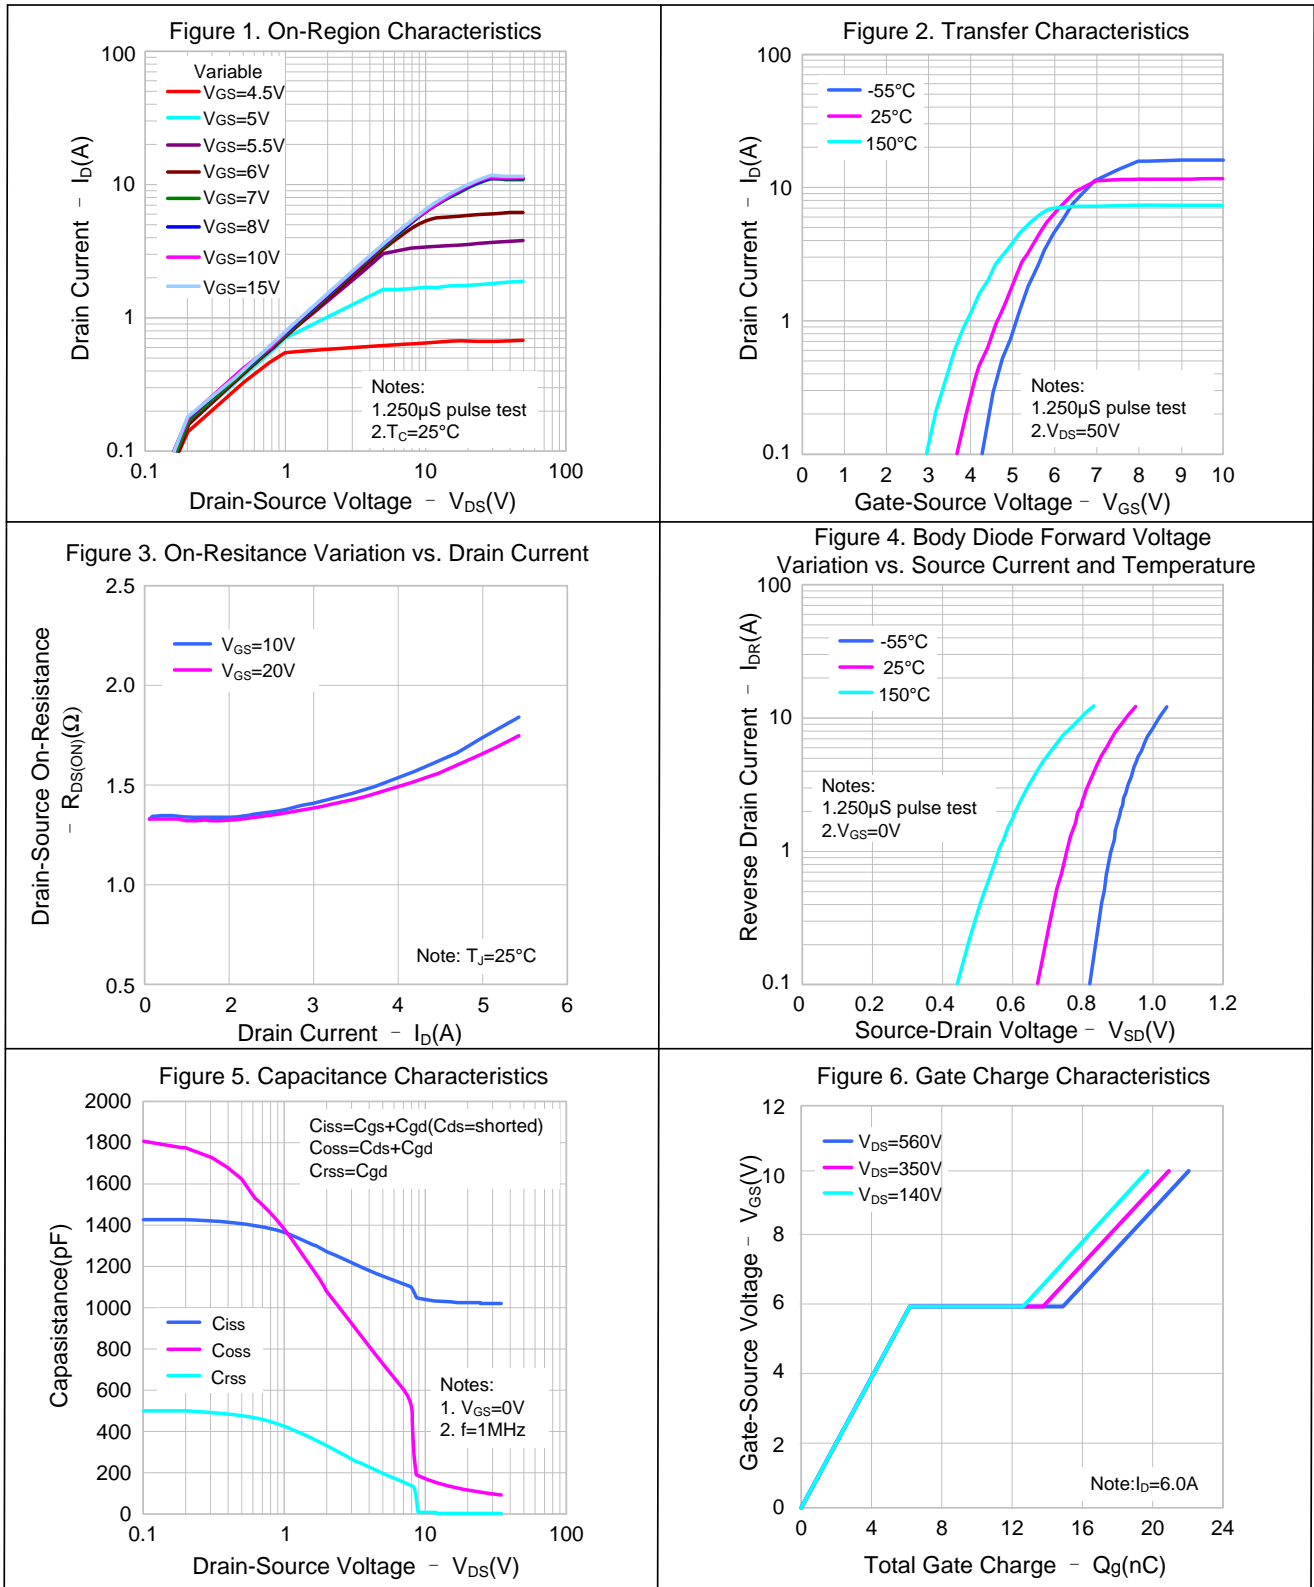 Figure 1. On-Region Characteristics
Drain Current － ID(A)
100
10
1
0.1
Variable
VGS=4.5V
VGS=5V
VGS=5.5V
VGS=6V
VGS=7V
VGS=8V
VGS=10V
VGS=15V
Notes:
1.250µS pulse test
2.TC=25°C
0.1 1 10 100
Drain-Source Voltage － VDS(V)
Figure 2. Transfer Characteristics
Drain Current － ID(A)
100
10
1
0.1
-55°C
25°C
150°C
Notes:
1.250µS pulse test
2.VDS=50V
0 1 2 3 4 5 6 7 8 9 10
Gate-Source Voltage － VGS(V)
Figure 3. On-Resitance Variation vs. Drain Current
Drain-Source On-Resistance
－ RDS(ON)(Ω)
2.5
2.0
1.5
1.0
0.5
VGS=10V
VGS=20V
Note: TJ=25°C
0 2 3 4 5 6
Drain Current － ID(A)
Figure 4. Body Diode Forward Voltage
Variation vs. Source Current and Temperature
Reverse Drain Current － IDR(A)
100
10
1
0.1
-55°C
25°C
150°C
Notes:
1.250µS pulse test
2.VGS=0V
0 0.2 0.4 0.6 0.8 1.0 1.2
Source-Drain Voltage － VSD(V)
Figure 5. Capacitance Characteristics
Capasistance(pF)
2000
1800
1600
1400
1200
1000
800
600
400
200
0
Ciss=Cgs+Cgd(Cds=shorted)
Coss=Cds+Cgd
Crss=Cgd
Ciss
Coss
Crss
Notes:
1. VGS=0V
2. f=1MHz
0.1 1 10 100
Drain-Source Voltage － VDS(V)
Figure 6. Gate Charge Characteristics
Gate-Source Voltage － VGS(V)
12
10
8
6
4
2
0
VDS=560V
VDS=350V
VDS=140V
Note:ID=6.0A
0 4 8 12 16 20 24
Total Gate Charge － Qg(nC)